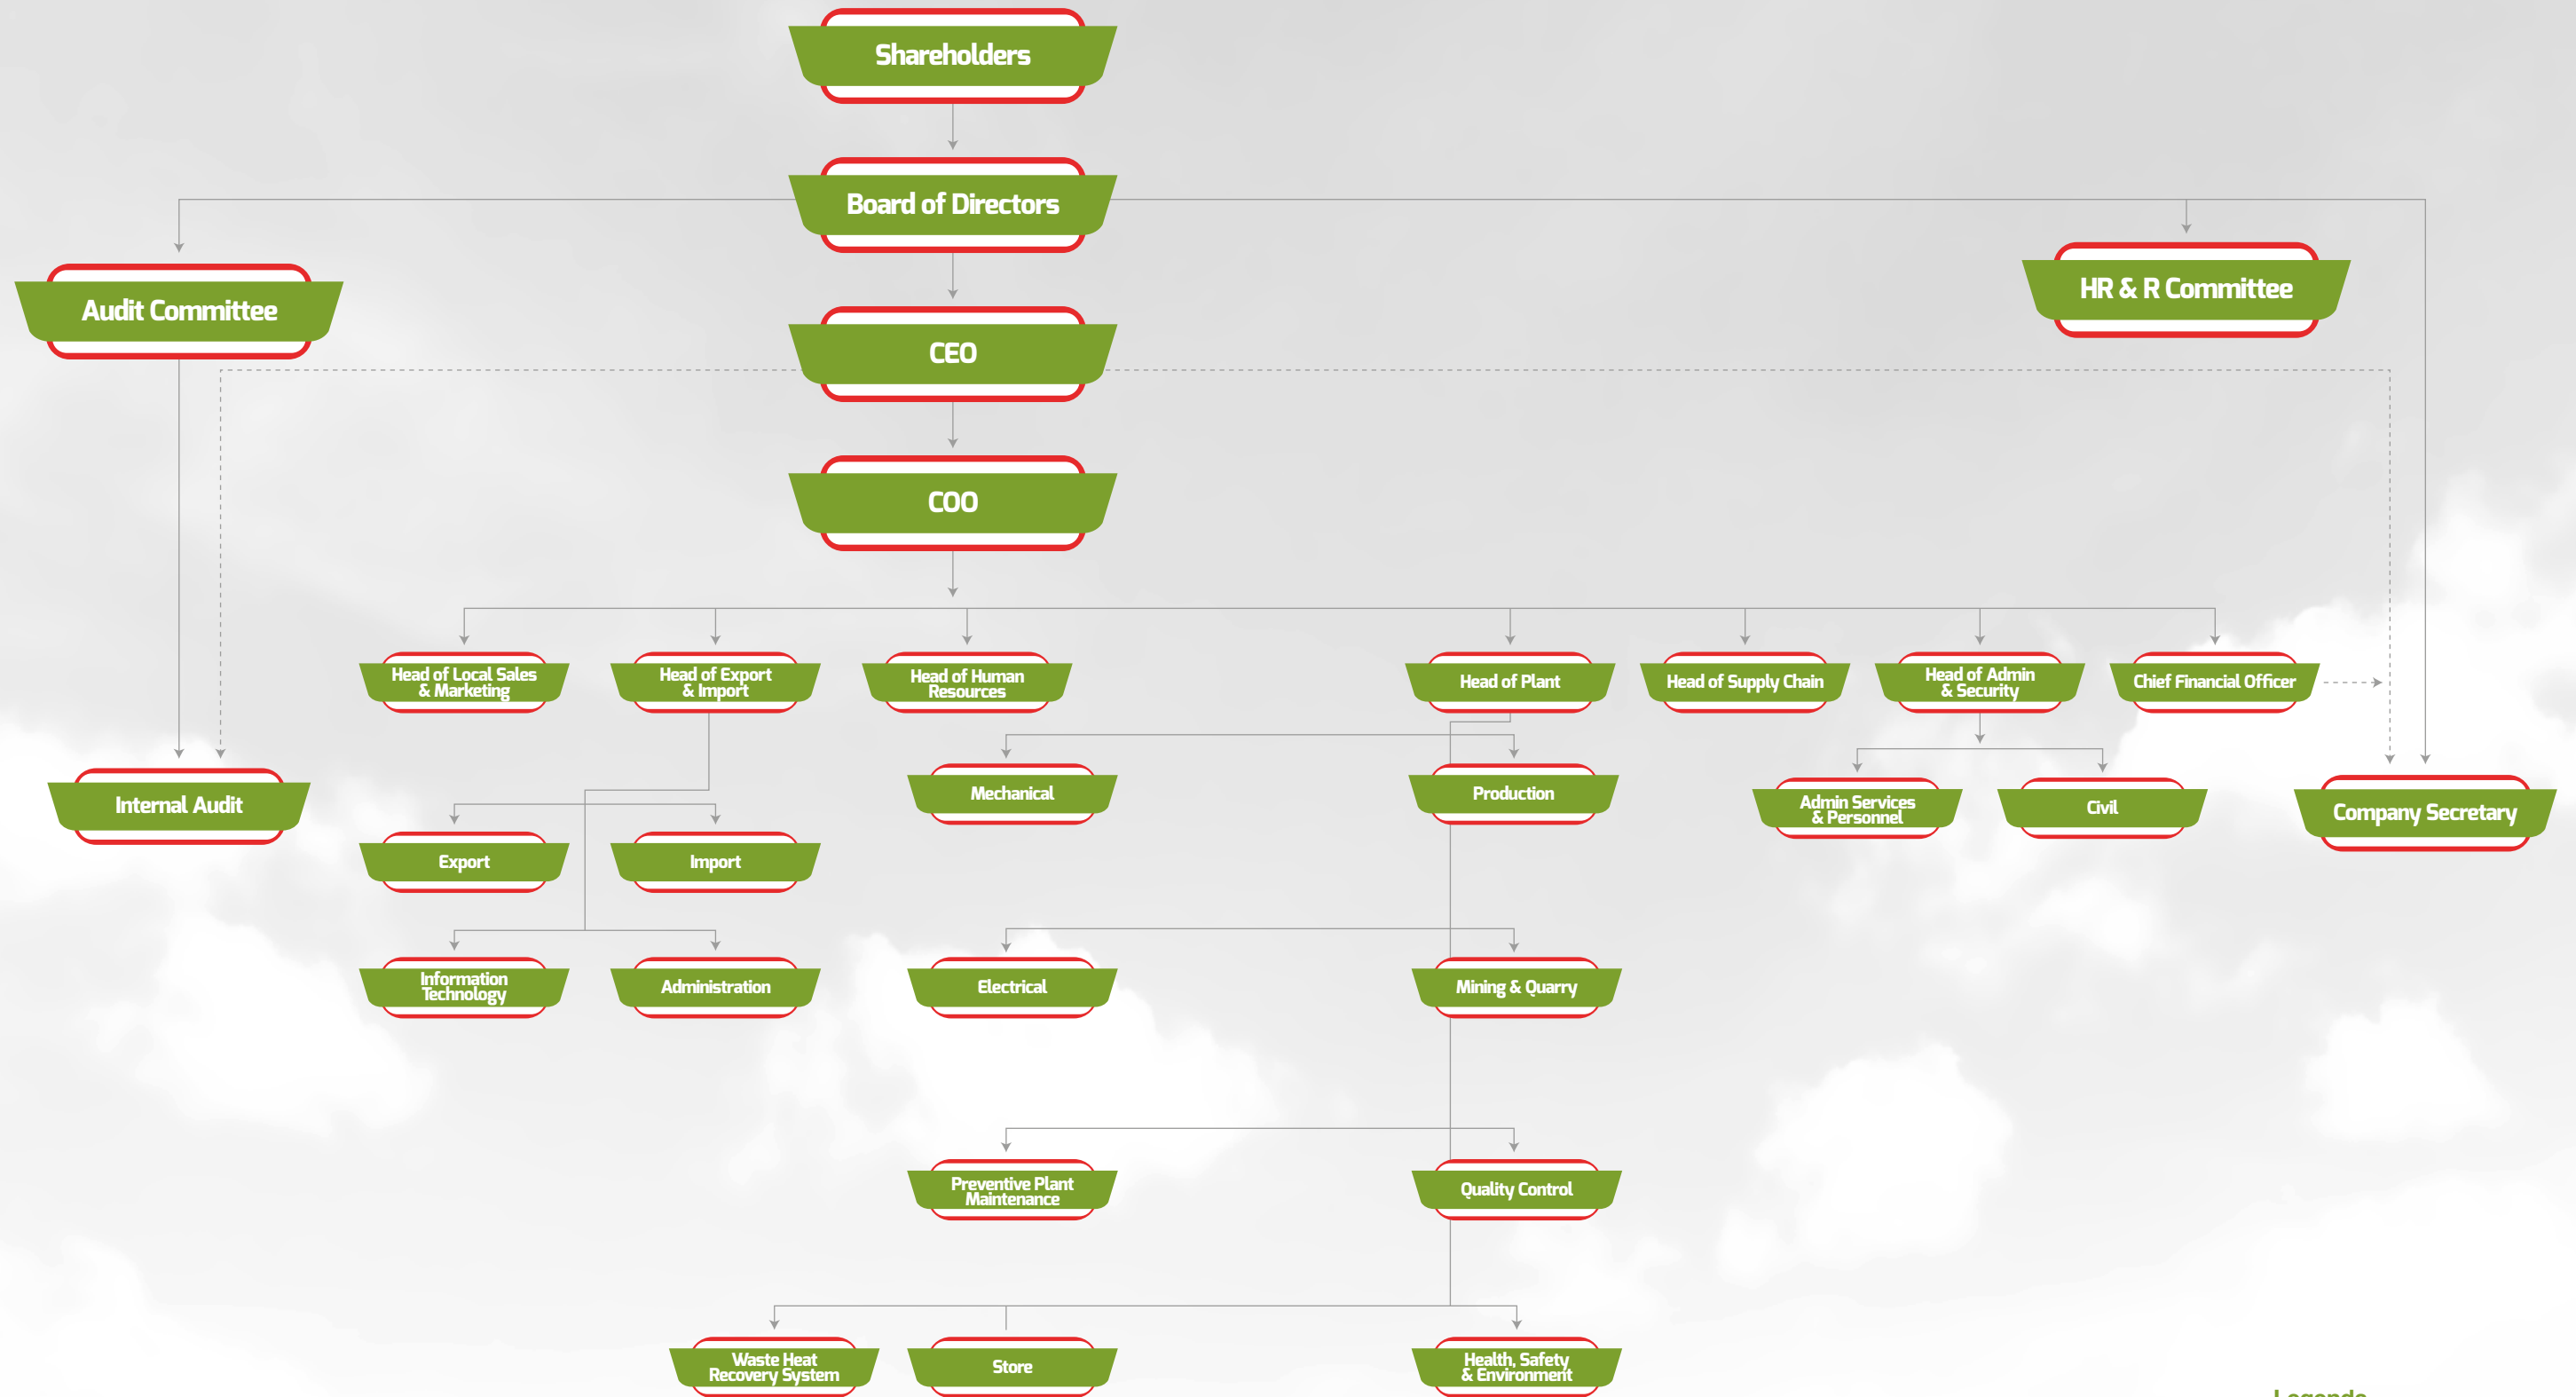 Shareholders
Board of Directors
Audit Committee
HR & R Committee
CEO
COO
Head of Local Sales
& Marketing
Head of Export
& Import
Head of Human
Resources
Head of Plant
Head of Supply Chain
Head of Admin
& Security
Chief Financial Officer
Internal Audit
Mechanical
Production
Admin Services
& Personnel
Civil
Company Secretary
Export
Import
Information
Technology
Administration
Electrical
Mining & Quarry
Preventive Plant
Maintenance
Quality Control
Waste Heat
Recovery System
Store
Health, Safety
& Environment